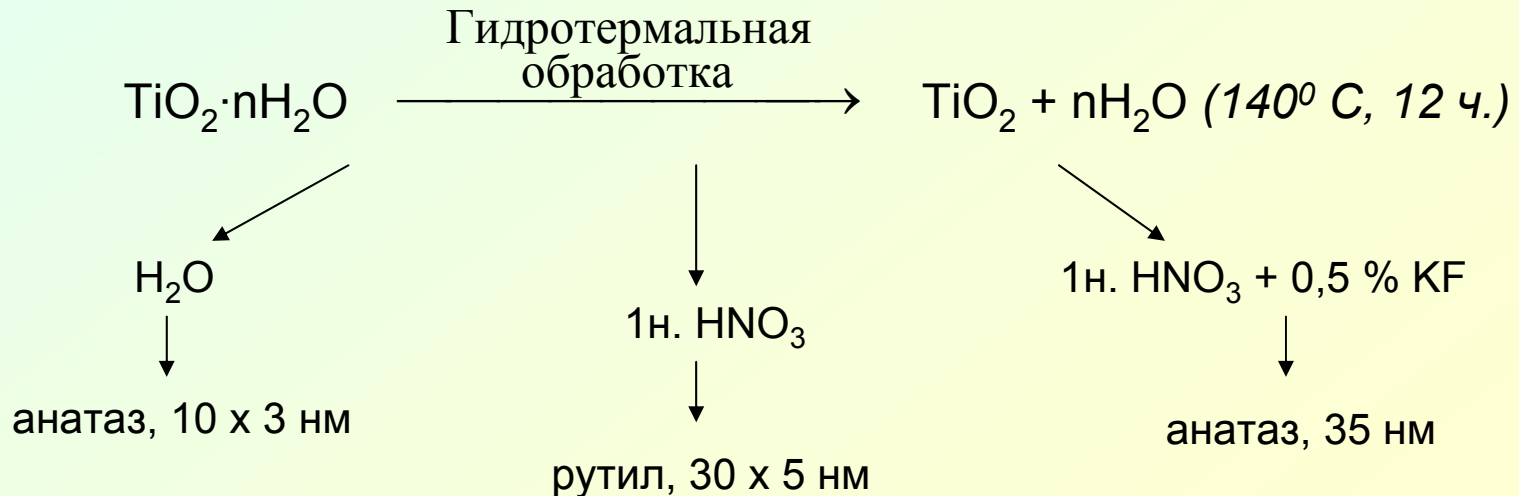 Гидротермальная
обработка
TiO₂·nH₂O → TiO₂ + nH₂O (140⁰ C, 12 ч.)
H₂O
1н. HNO₃
1н. HNO₃ + 0,5 % KF
анатаз, 10 x 3 нм
рутил, 30 x 5 нм
анатаз, 35 нм